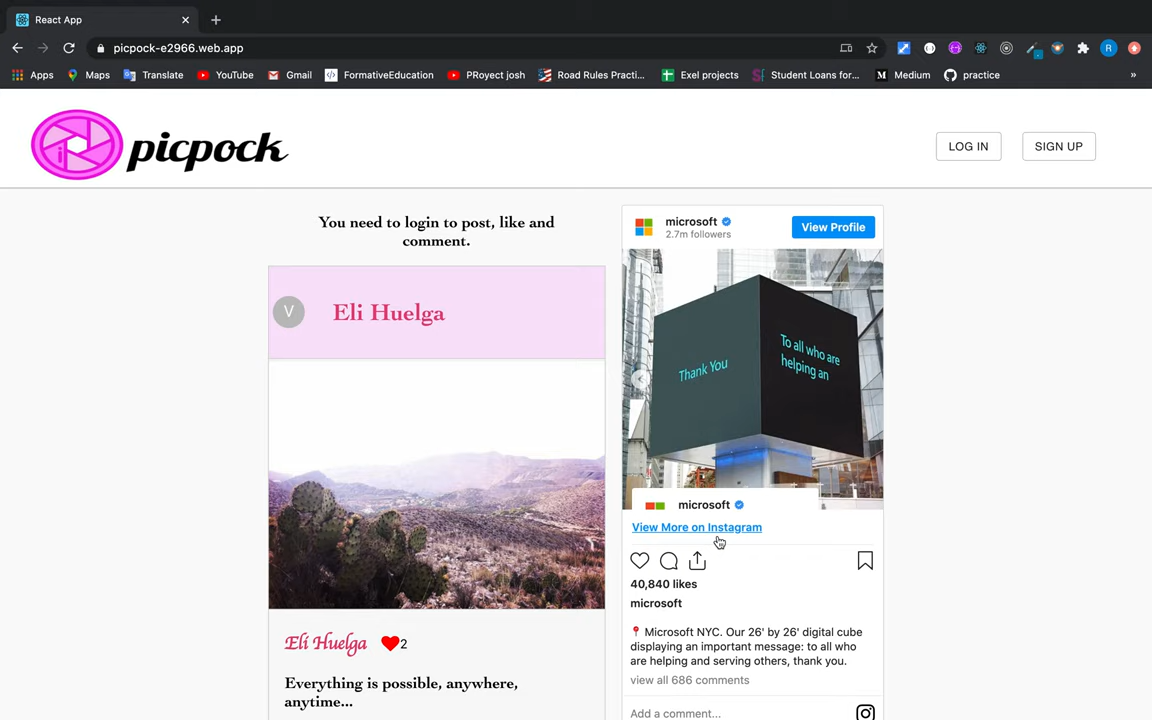 React App
picpock-e2966.web.app
Apps
Maps
Translate
YouTube
Gmail
FormativeEducation
PRoyect josh
Road Rules Practi...
Exel projects
Student Loans for...
Medium
practice
»
R
i
picpock
LOG IN
SIGN UP
You need to login to post, like and
comment.
V
Eli Huelga
Eli Huelga
2
Everything is possible, anywhere,
anytime...
microsoft
2.7m followers
View Profile
Thank You
To all who are
helping an
microsoft
View More on Instagram
40,840 likes
microsoft
📍 Microsoft NYC. Our 26' by 26' digital cube
displaying an important message: to all who
are helping and serving others, thank you.
view all 686 comments
Add a comment...